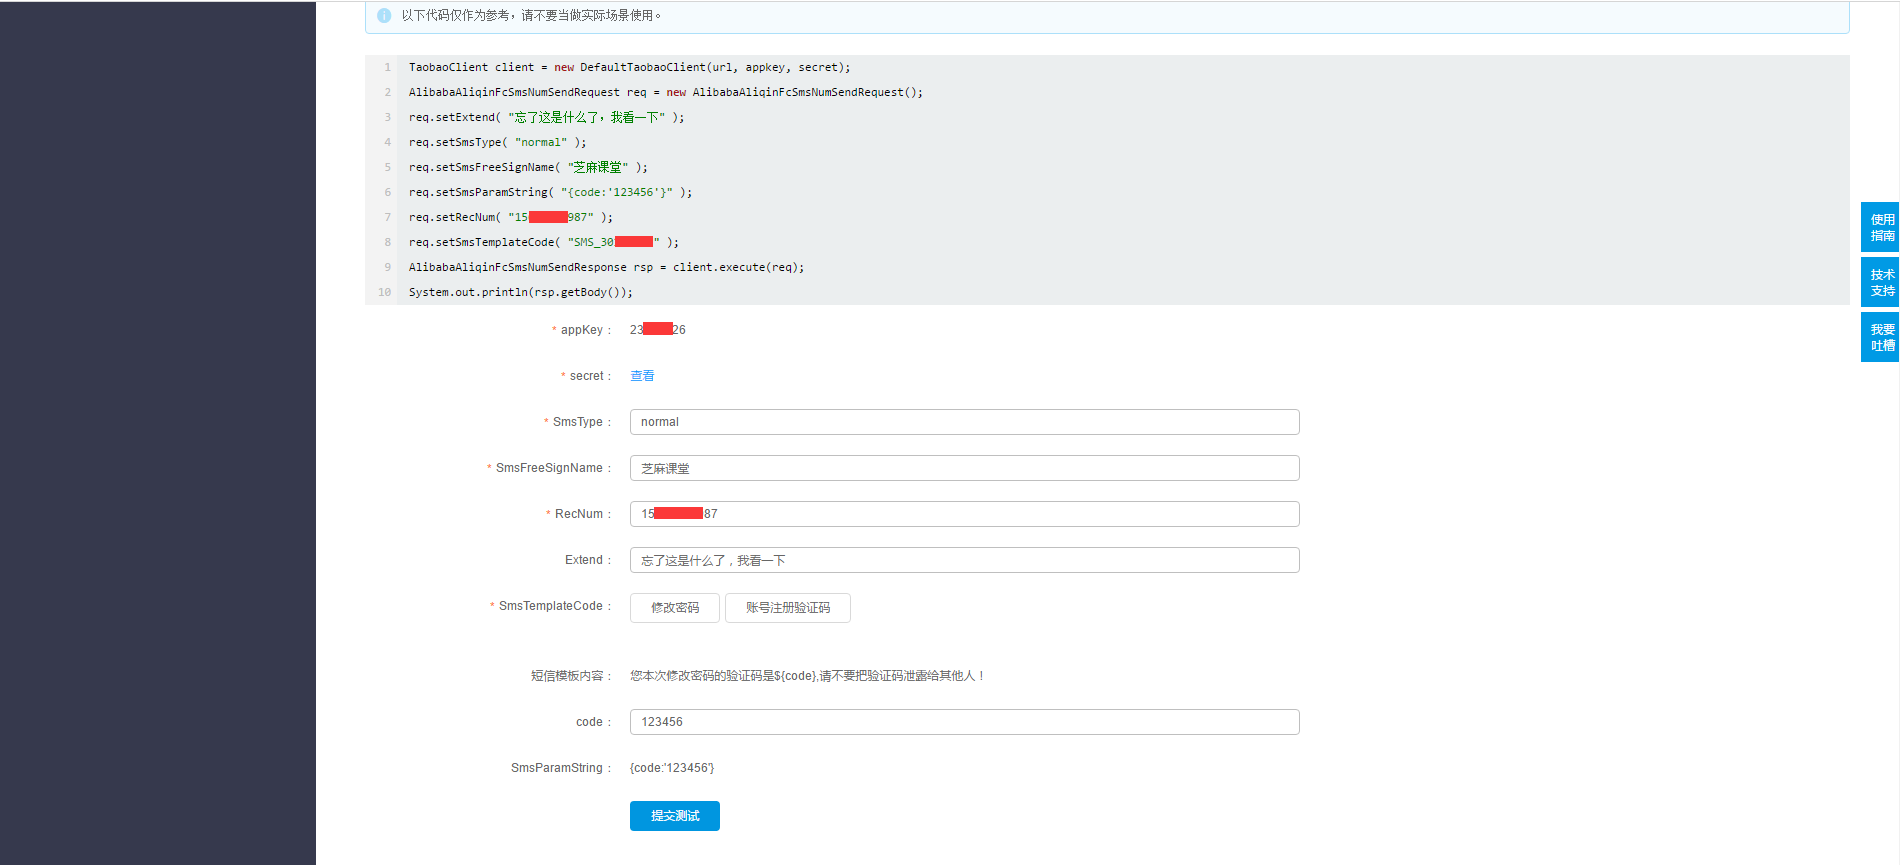 以下代码仅作为参考，请不要当做实际场景使用。
1 TaobaoClient client = new DefaultTaobaoClient(url, appkey, secret);
2 AlibabaAliqinFcSmsNumSendRequest req = new AlibabaAliqinFcSmsNumSendRequest();
3 req.setExtend( "忘了这是什么了，我看一下" );
4 req.setSmsType( "normal" );
5 req.setSmsFreeSignName( "芝麻课堂" );
6 req.setSmsParamString( "{code:'123456'}" );
7 req.setRecNum( "15 987" );
8 req.setSmsTemplateCode( "SMS_30 " );
9 AlibabaAliqinFcSmsNumSendResponse rsp = client.execute(req);
10 System.out.println(rsp.getBody());
使用
指南
技术
支持
我要
吐槽
* appKey： 23 26
* secret： 查看
* SmsType： normal
* SmsFreeSignName： 芝麻课堂
* RecNum： 15 87
Extend： 忘了这是什么了，我看一下
* SmsTemplateCode： 修改密码 账号注册验证码
短信模板内容： 您本次修改密码的验证码是${code},请不要把验证码泄露给其他人！
code： 123456
SmsParamString： {code:'123456'}
提交测试